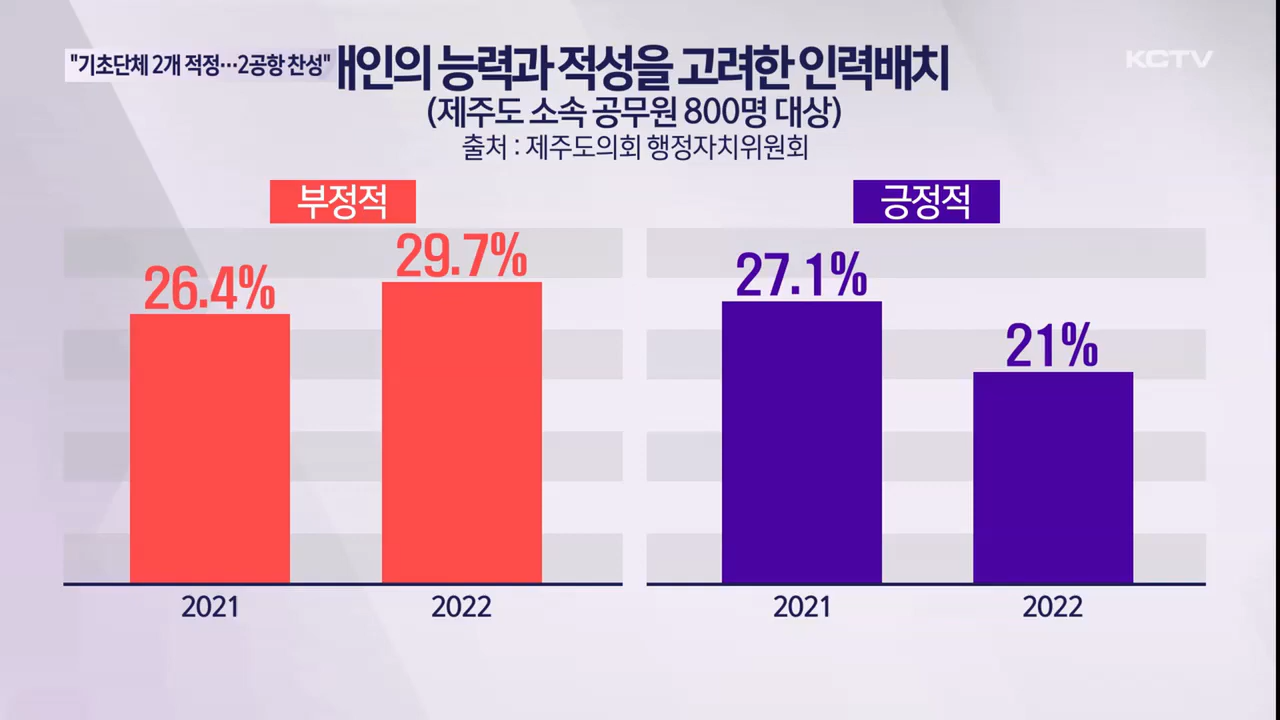 "기초단체 2개 적정…2공항 찬성"
개인의 능력과 적성을 고려한 인력배치
KCTV
(제주도 소속 공무원 800명 대상)
출처 : 제주도의회 행정자치위원회
부정적
긍정적
26.4%
29.7%
27.1%
21%
2021
2022
2021
2022